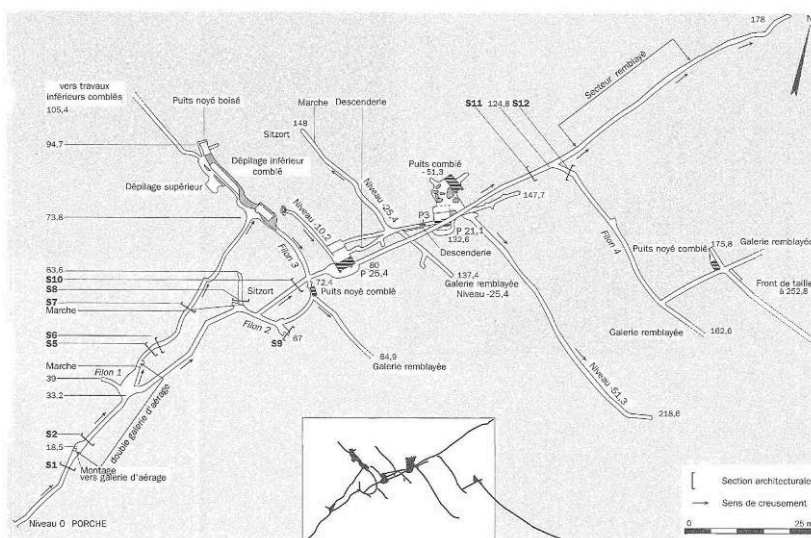 178
N
vers travaux
inférieurs comblés
105,4
Puits noyé boisé
Marche
Descenderie
S11 124,8 S12
Secteur remblayé
94,7
Sitzort
148
Dépilage inférieur
comblé
Puits comblé
- 51,3
Dépilage supérieur
Niveau -25,4
147,7
Niveau -10,2
P3
73,8
P 21,1
132,6
Descenderie
Filon 3
Filon 4
Puits noyé comblé
175,8
Galerie remblayée
63,6
80
P 25,4
137,4
S10
72,4
Galerie remblayée
Niveau -25,4
S8
Sitzort
Puits noyé comblé
Front de taille
à 252,8
S7
Marche
Filon 2
S9
67
Galerie remblayée
162,6
S6
S5
84,9
Galerie remblayée
Marche
Filon 1
39
Niveau -51,3
33,2
double galerie d'aérage
218,6
S2
18,5
S1
Montage
vers galerie d'aérage
Section architecturale
Sens de creusement
Niveau 0 PORCHE
0
25 m